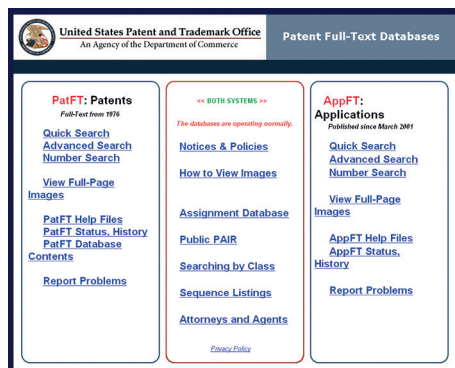 United States Patent and Trademark Office
An Agency of the Department of Commerce
Patent Full-Text Databases
PatFT: Patents
Full-Text from 1976
Quick Search
Advanced Search
Number Search
View Full-Page
Images
PatFT Help Files
PatFT Status, History
PatFT Database
Contents
Report Problems
<< BOTH SYSTEMS >>
The databases are operating normally.
Notices & Policies
How to View Images
Assignment Database
Public PAIR
Searching by Class
Sequence Listings
Attorneys and Agents
Privacy Policy
AppFT:
Applications
Published since March 2001
Quick Search
Advanced Search
Number Search
View Full-Page
Images
AppFT Help Files
AppFT Status,
History
Report Problems